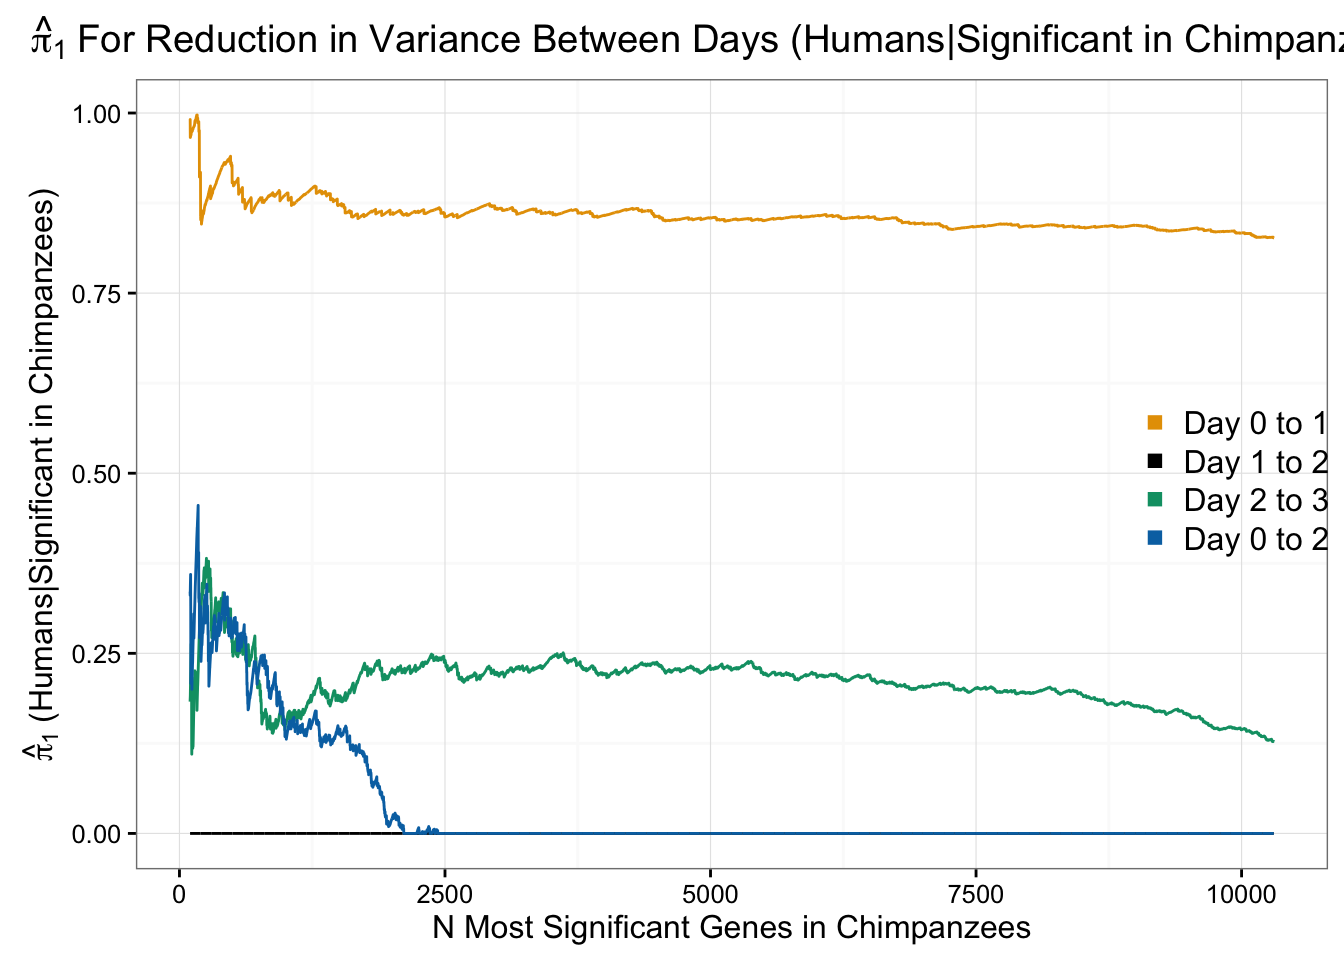 π̂₁ For Reduction in Variance Between Days (Humans|Significant in Chimpanz
π̂₁ (Humans|Significant in Chimpanzees)
1.00
0.75
0.50
0.25
0.00
Day 0 to 1
Day 1 to 2
Day 2 to 3
Day 0 to 2
0 2500 5000 7500 10000
N Most Significant Genes in Chimpanzees